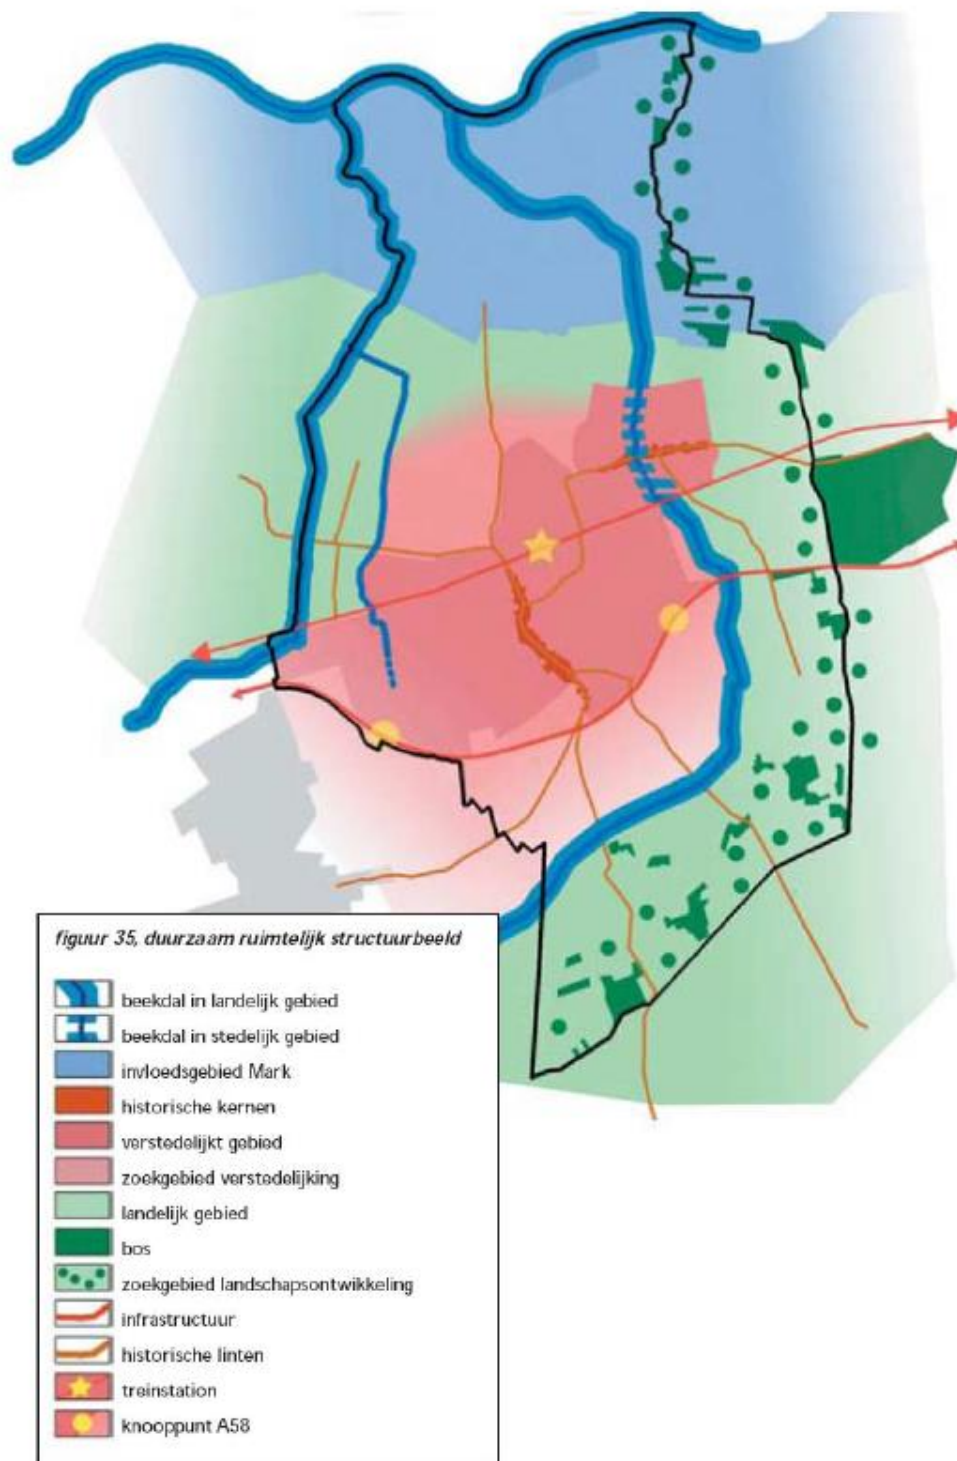 figuur 35, duurzaam ruimtelijk structuurbeeld
beekdal in landelijk gebied
beekdal in stedelijk gebied
invloedsgebied Mark
historische kernen
verstedelijkt gebied
zoekgebied verstedelijking
landelijk gebied
bos
zoekgebied landschapsontwikkeling
infrastructuur
historische linten
treinstation
knooppunt A58